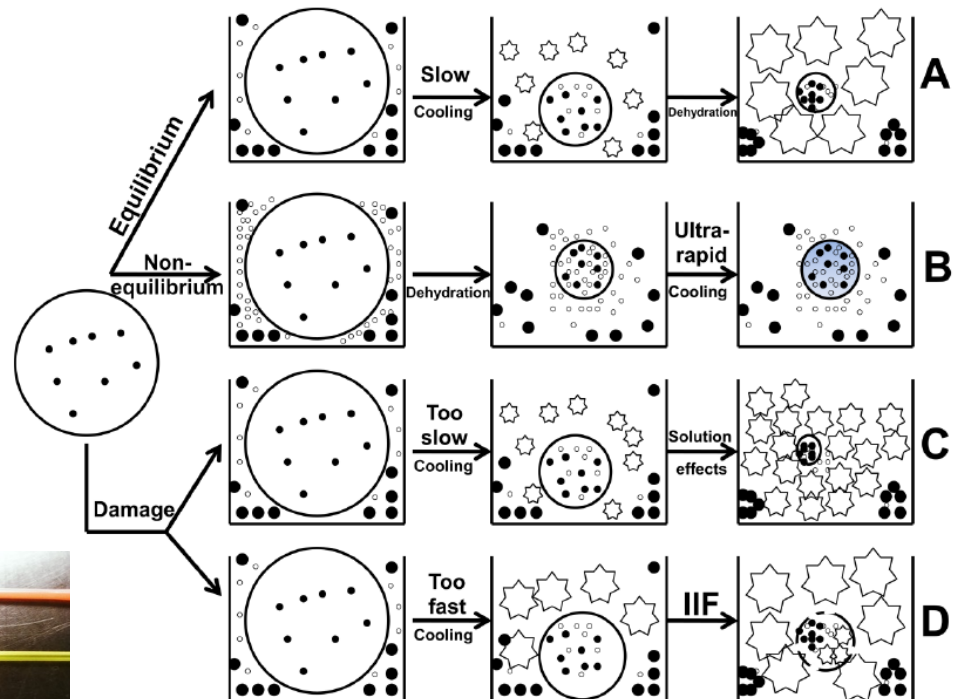 Equilibrium
Slow
Cooling
Dehydration
A
Non-
equilibrium
Dehydration
Ultra-
rapid
Cooling
B
Damage
Too
slow
Cooling
Solution
effects
C
Too
fast
Cooling
IIF
D